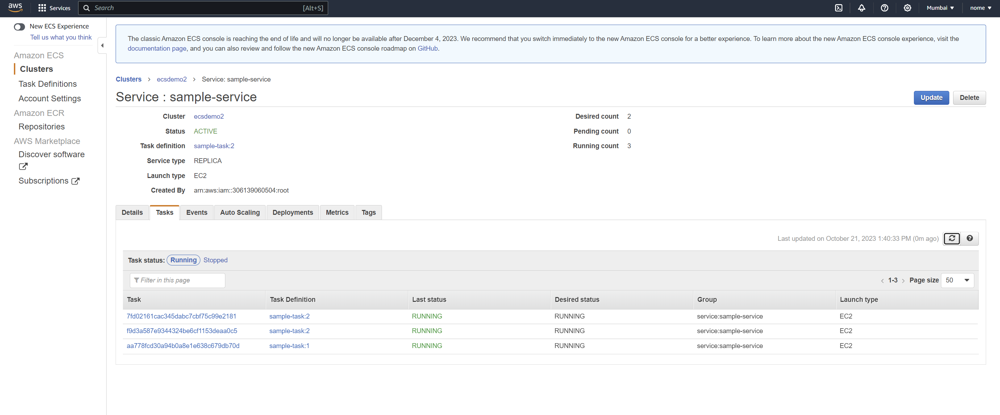 aws Services Search [Alt+S] Mumbai ▼ nome ▼
New ECS Experience
Tell us what you think
Amazon ECS
Clusters
Task Definitions
Account Settings
Amazon ECR
Repositories
AWS Marketplace
Discover software
Subscriptions
The classic Amazon ECS console is reaching the end of life and will no longer be available after December 4, 2023. We recommend that you switch immediately to the new Amazon ECS console for a better experience. To learn more about the new Amazon ECS console experience, visit the
documentation page, and you can also review and follow the new Amazon ECS console roadmap on GitHub.
Clusters > ecsdemo2 > Service: sample-service
Service : sample-service
Update Delete
Cluster ecsdemo2
Status ACTIVE
Task definition sample-task:2
Service type REPLICA
Launch type EC2
Created By arn:aws:iam::306139060504:root
Desired count 2
Pending count 0
Running count 3
Details Tasks Events Auto Scaling Deployments Metrics Tags
Last updated on October 21, 2023 1:40:33 PM (0m ago)
Task status: Running Stopped
Filter in this page
< 1-3 > Page size 50
Task Task Definition Last status Desired status Group Launch type
7fd02161cac345dabc7cbf75c99e2181 sample-task:2 RUNNING RUNNING service:sample-service EC2
f9d3a587e9344324be6cf1153deaa0c5 sample-task:2 RUNNING RUNNING service:sample-service EC2
aa778fcd30a94b0a8e1e638c679db70d sample-task:1 RUNNING RUNNING service:sample-service EC2